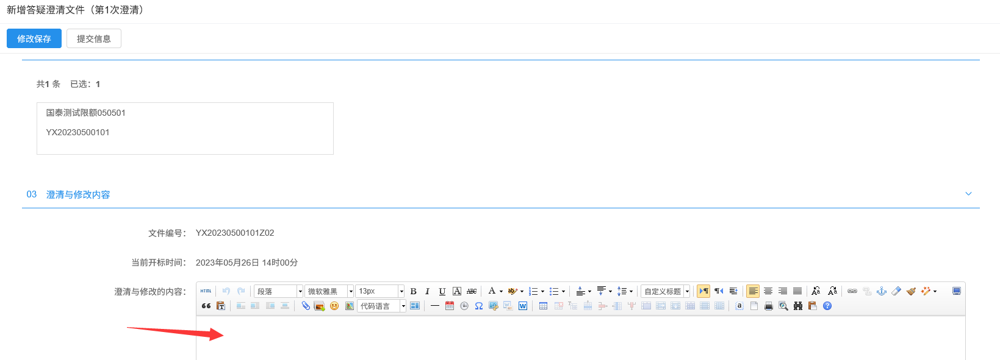 新增答疑澄清文件（第1次澄清）
修改保存 提交信息
共1 条 已选：1
国泰测试限额050501
YX20230500101
03 澄清与修改内容
文件编号： YX20230500101Z02
当前开标时间： 2023年05月26日 14时00分
澄清与修改的内容： HTML 段落 微软雅黑 13px B I U A ABC A 自定义标题
代码语言